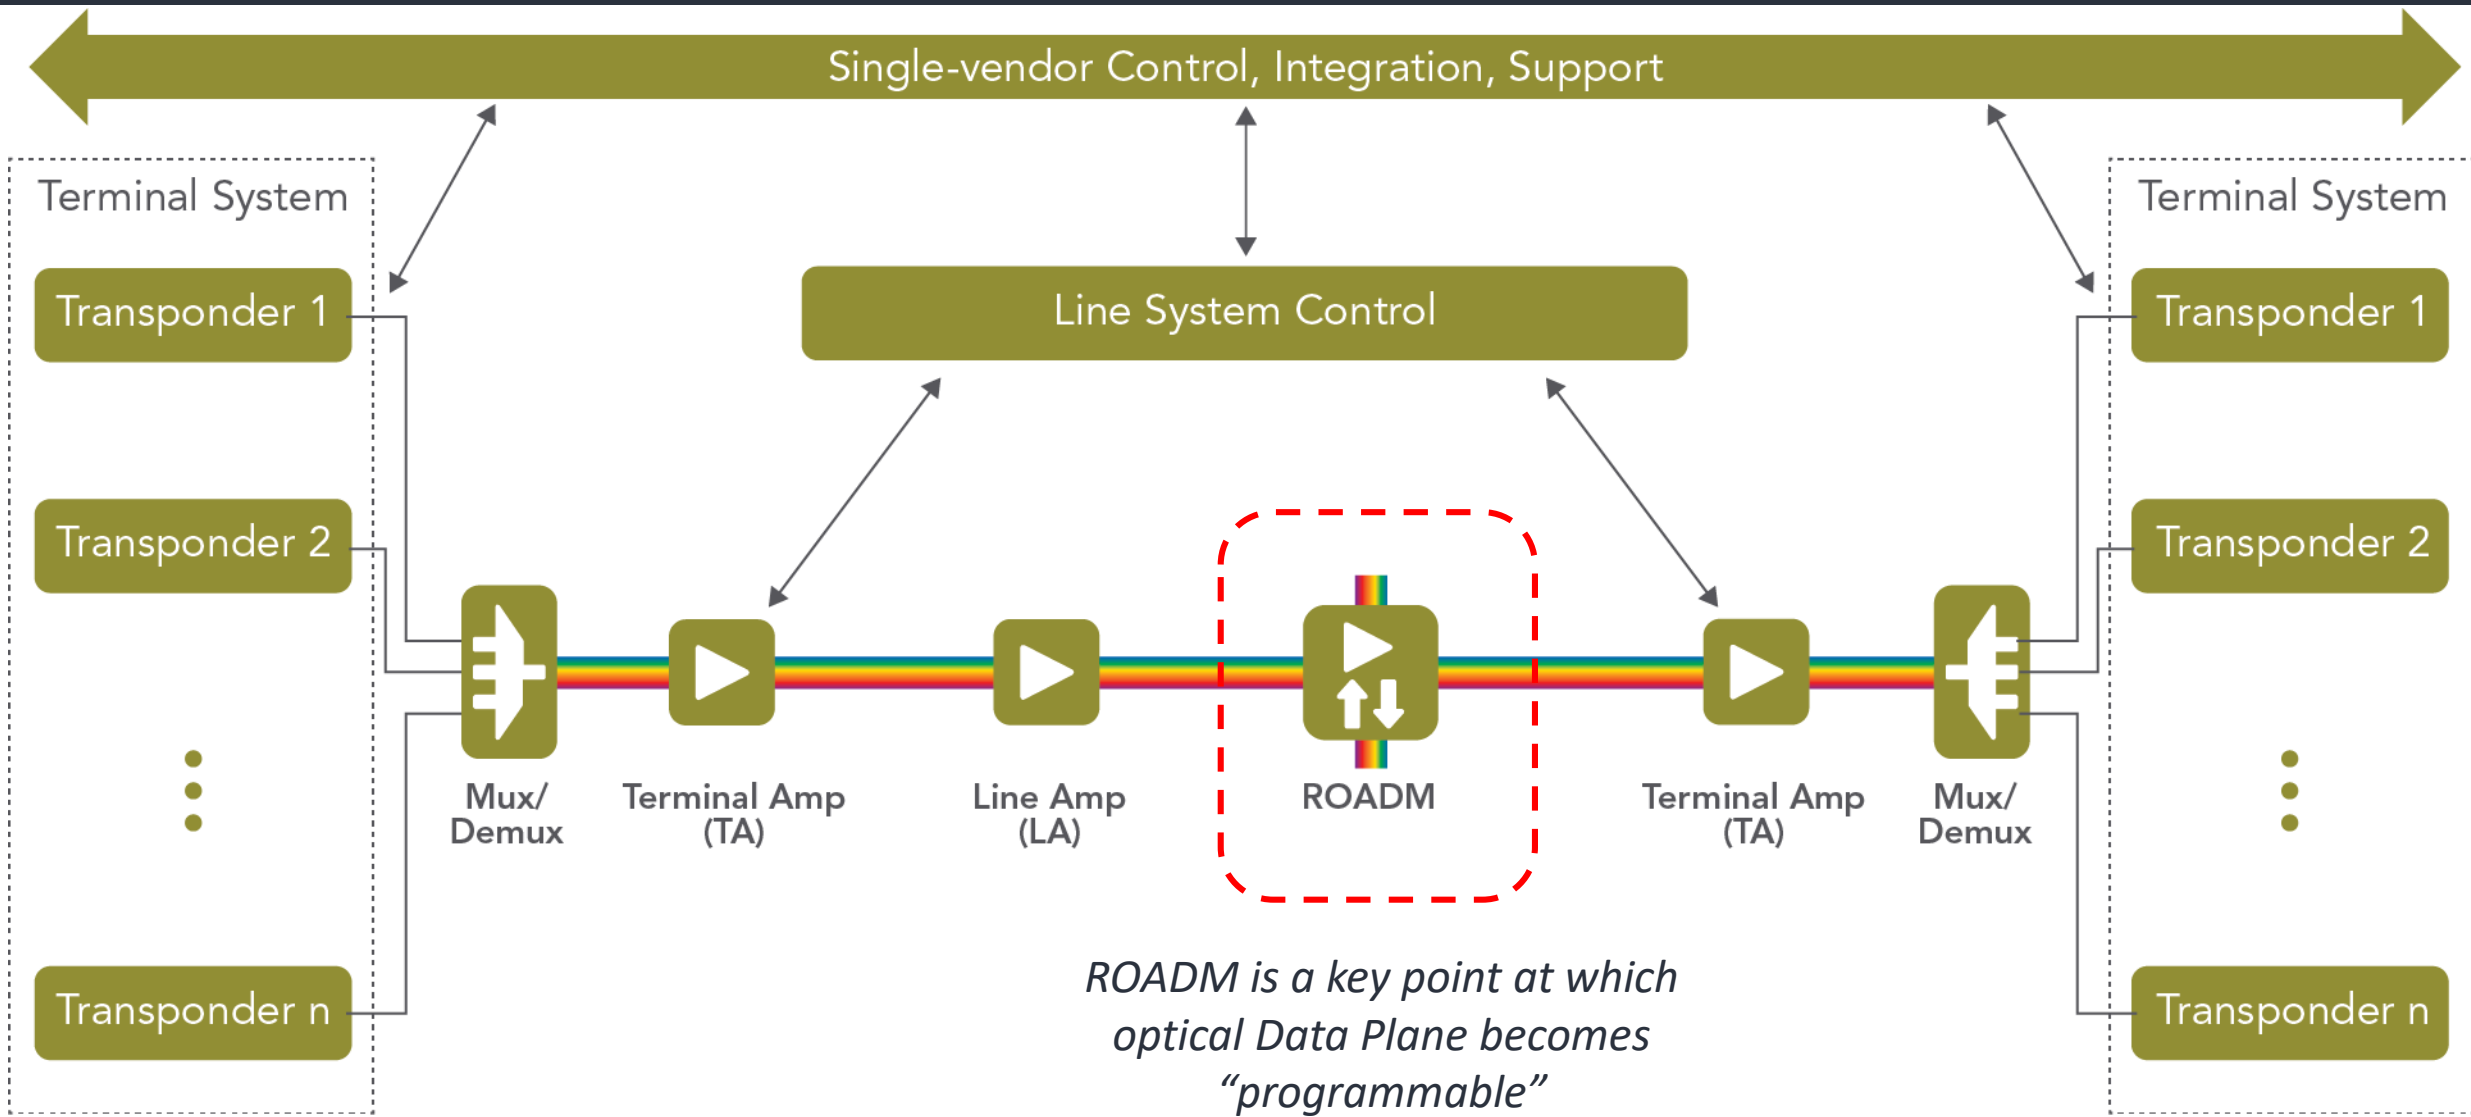 Single-vendor Control, Integration, Support
Terminal System
Terminal System
Transponder 1
Line System Control
Transponder 1
Transponder 2
Transponder 2
Mux/
Demux
Terminal Amp
(TA)
Line Amp
(LA)
ROADM
Terminal Amp
(TA)
Mux/
Demux
Transponder n
ROADM is a key point at which
optical Data Plane becomes
“programmable”
Transponder n